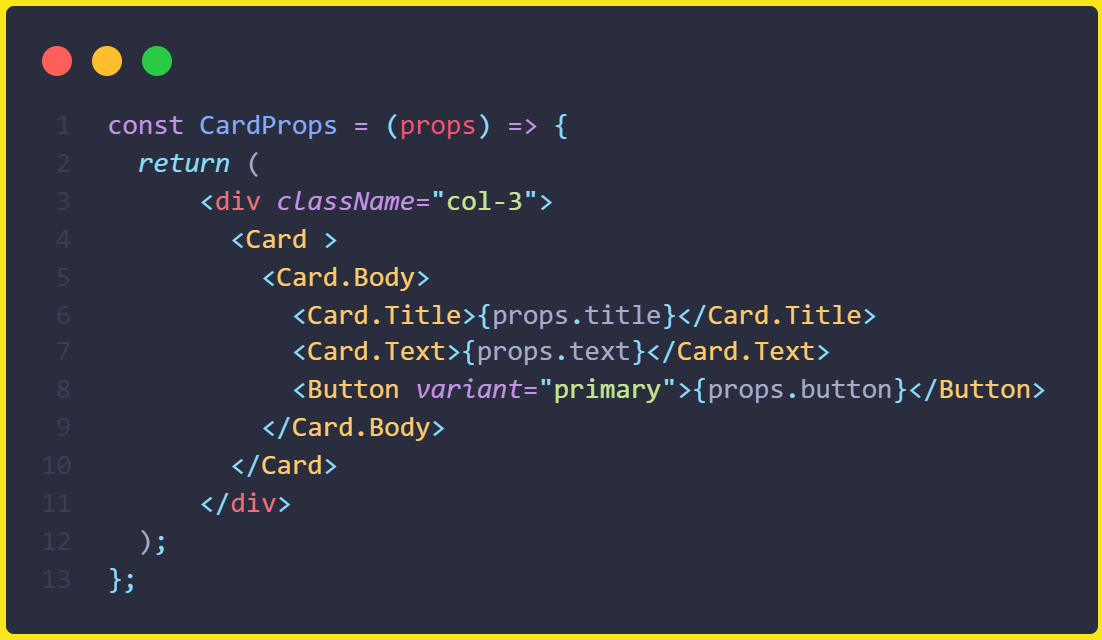 1 const CardProps = (props) => {
2   return (
3       <div className="col-3">
4         <Card >
5           <Card.Body>
6             <Card.Title>{props.title}</Card.Title>
7             <Card.Text>{props.text}</Card.Text>
8             <Button variant="primary">{props.button}</Button>
9           </Card.Body>
10         </Card>
11       </div>
12   );
13 };